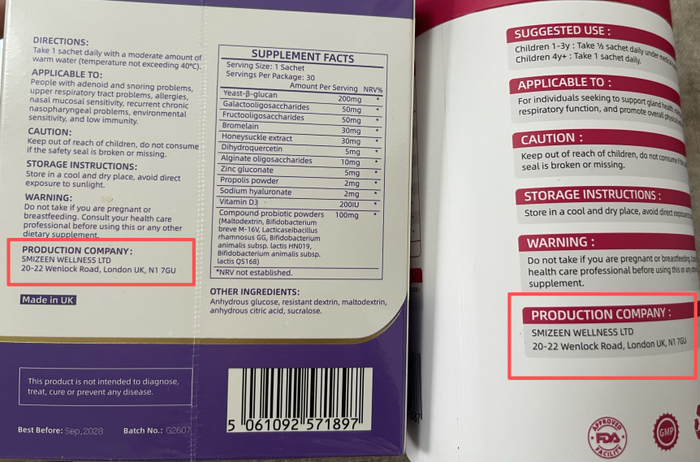 DIRECTIONS:
Take 1 sachet daily with a moderate amount of
warm water (temperature not exceeding 40℃).
APPLICABLE TO:
People with adenoid and snoring problems,
upper respiratory tract problems, allergies,
nasal mucosal sensitivity, recurrent chronic
nasopharyngeal problems, environmental
sensitivity, and low immunity.
CAUTION:
Keep out of reach of children, do not consume
if the safety seal is broken or missing.
STORAGE INSTRUCTIONS:
Store in a cool and dry place, avoid direct
exposure to sunlight.
WARNING:
Do not take if you are pregnant or
breastfeeding. Consult your health care
professional before using this or any other
dietary supplement.
PRODUCTION COMPANY:
SMIZEEN WELLNESS LTD
20-22 Wenlock Road, London UK, N1 7GU
Made in UK
SUPPLEMENT FACTS
Serving Size: 1 Sachet
Servings Per Package: 30
Amount Per Serving NRV%
Yeast-β-glucan 200mg *
Galactooligosaccharides 50mg *
Fructooligosaccharides 50mg *
Bromelain 30mg *
Honeysuckle extract 30mg *
Dihydroquercetin 5mg *
Alginate oligosaccharides 10mg *
Zinc gluconate 5mg *
Propolis powder 2mg *
Sodium hyaluronate 2mg *
Vitamin D3 200IU *
Compound probiotic powders 100mg *
(Maltodextrin, Bifidobacterium
breve M-16V, Lacticaseibacillus
rhamnosus GG, Bifidobacterium
animalis subsp. lactis HN019,
Bifidobacterium animalis subsp.
lactis QS168)
*NRV not established.
OTHER INGREDIENTS:
Anhydrous glucose, resistant dextrin, maltodextrin,
anhydrous citric acid, sucralose.
This product is not intended to diagnose,
treat, cure or prevent any disease.
Best Before: Sep,2028 Batch No.: G2607
5 061092 571897
SUGGESTED USE :
Children 1-3y : Take ½ sachet daily under
Children 4y+ : Take 1 sachet daily.
APPLICABLE TO :
For individuals seeking to support gland health,
respiratory function, and promote overall
CAUTION :
Keep out of reach of children, do not consume if
seal is broken or missing.
STORAGE INSTRUCTIONS :
Store in a cool and dry place, avoid direct
WARNING :
Do not take if you are pregnant or breastfeeding.
health care professional before using this or any
supplement.
PRODUCTION COMPANY :
SMIZEEN WELLNESS LTD
20-22 Wenlock Road, London UK, N1 7GU
APPROVED
FDA
FACILITY
GMP